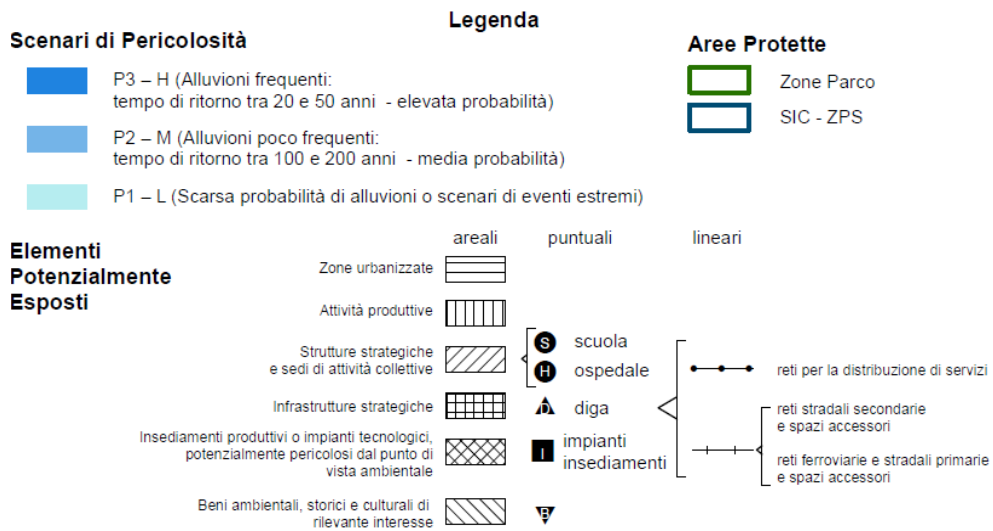 Legenda
Scenari di Pericolosità
P3 – H (Alluvioni frequenti:
tempo di ritorno tra 20 e 50 anni - elevata probabilità)
P2 – M (Alluvioni poco frequenti:
tempo di ritorno tra 100 e 200 anni - media probabilità)
P1 – L (Scarsa probabilità di alluvioni o scenari di eventi estremi)
Aree Protette
Zone Parco
SIC - ZPS
Elementi
Potenzialmente
Esposti
areali
puntuali
lineari
Zone urbanizzate
Attività produttive
Strutture strategiche
e sedi di attività collettive
Infrastrutture strategiche
Insediamenti produttivi o impianti tecnologici,
potenzialmente pericolosi dal punto di
vista ambientale
Beni ambientali, storici e culturali di
rilevante interesse
S scuola
H ospedale
D diga
I impianti
insediamenti
B
reti per la distribuzione di servizi
reti stradali secondarie
e spazi accessori
reti ferroviarie e stradali primarie
e spazi accessori